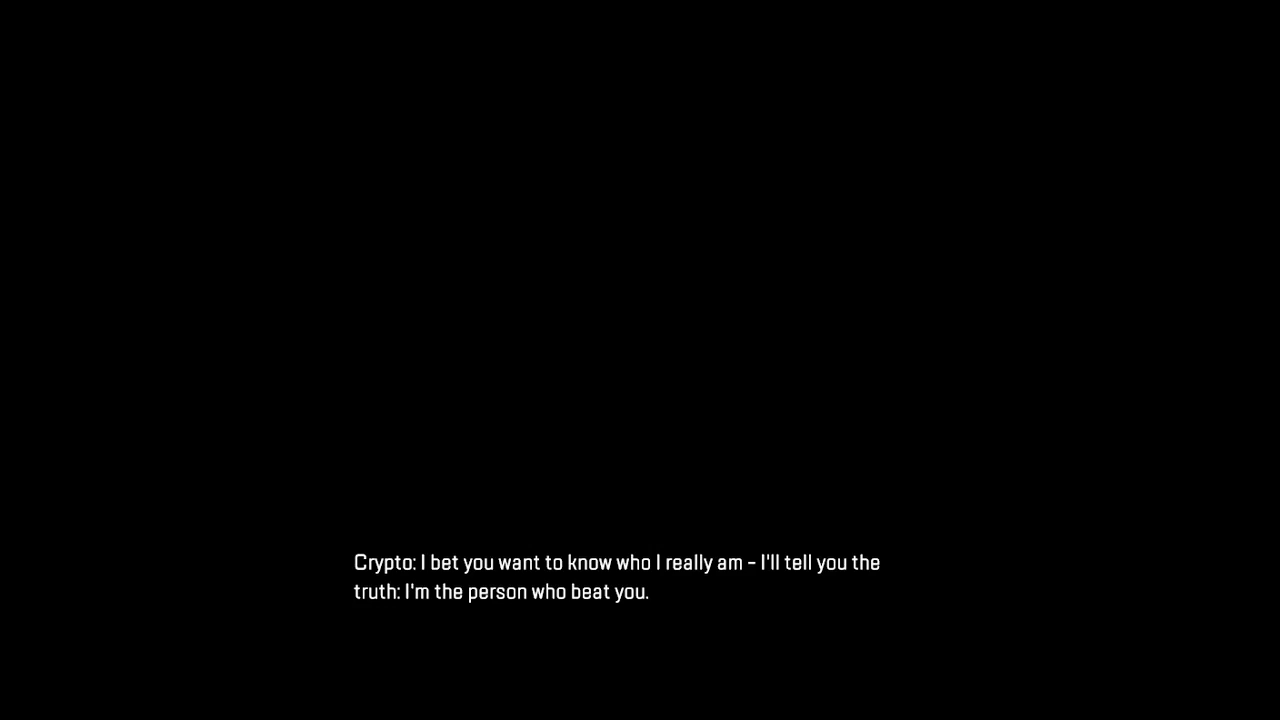 Crypto: I bet you want to know who I really am - I'll tell you the
truth: I'm the person who beat you.